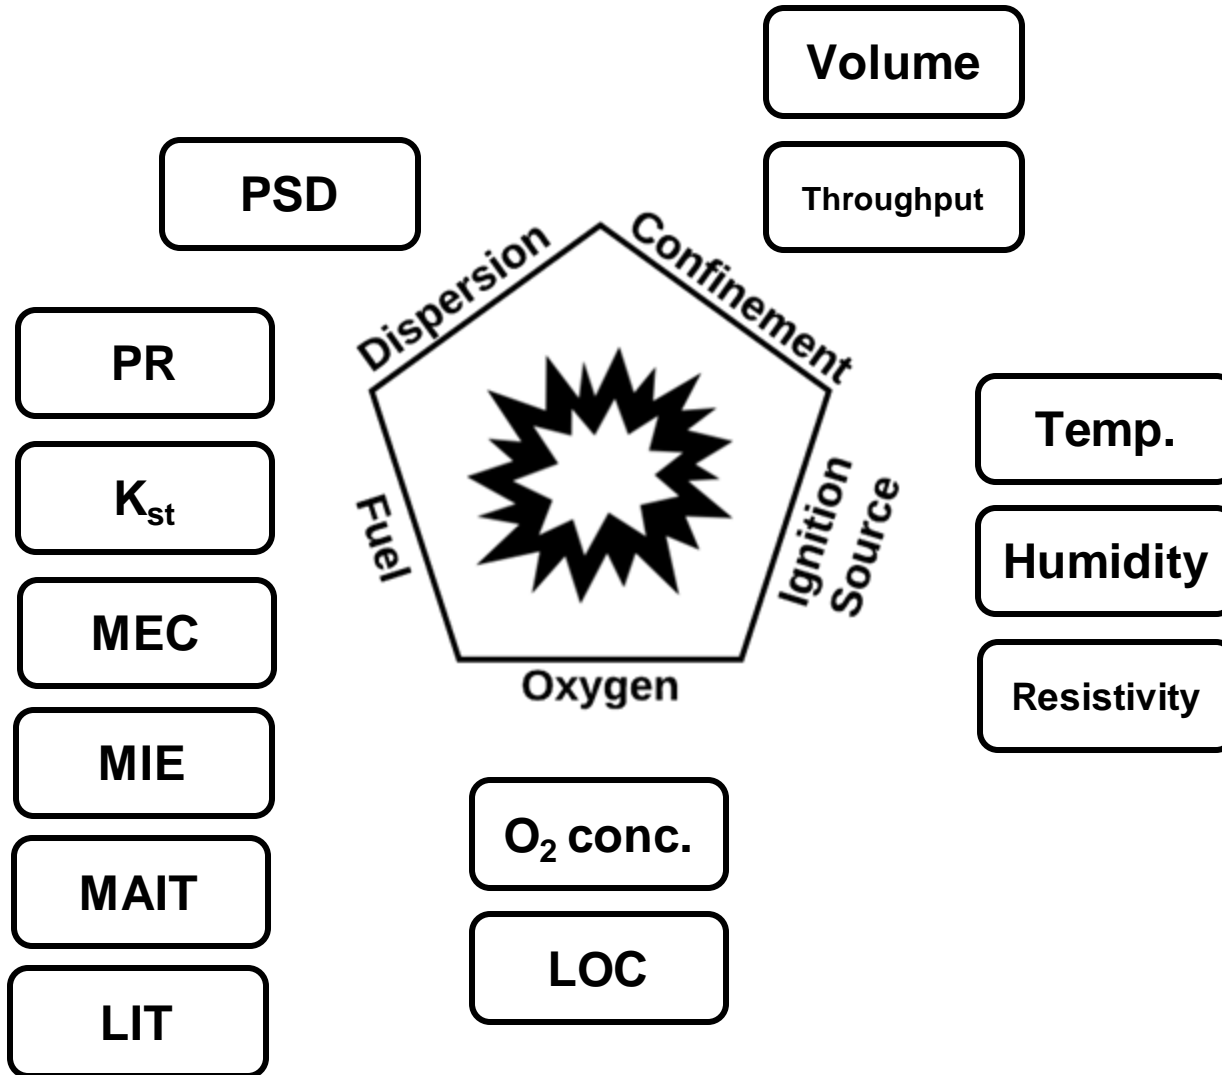 Volume
PSD
Throughput
Dispersion
Confinement
PR
Temp.
Kst
Fuel
Ignition
Source
Humidity
MEC
Oxygen
Resistivity
MIE
O₂ conc.
MAIT
LOC
LIT